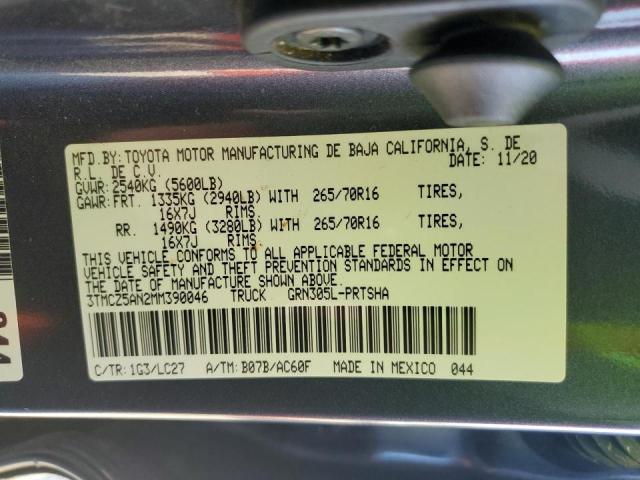 MFD.BY: TOYOTA MOTOR MANUFACTURING DE BAJA CALIFORNIA, S. DE
R.L. DE C.V. DATE: 11/20
GVWR: 2540KG (5600LB)
GAWR: FRT. 1335KG (2940LB) WITH 265/70R16 TIRES,
16X7J RIMS.
RR. 1490KG (3280LB) WITH 265/70R16 TIRES,
16X7J RIMS.
THIS VEHICLE CONFORMS TO ALL APPLICABLE FEDERAL MOTOR
VEHICLE SAFETY AND THEFT PREVENTION STANDARDS IN EFFECT ON
THE DATE OF MANUFACTURE SHOWN ABOVE.
3TMCZ5AN2MM390046 TRUCK GRN305L-PRTSHA
C/TR: 1G3/LC27 A/TM: B07B/AC60F MADE IN MEXICO 044